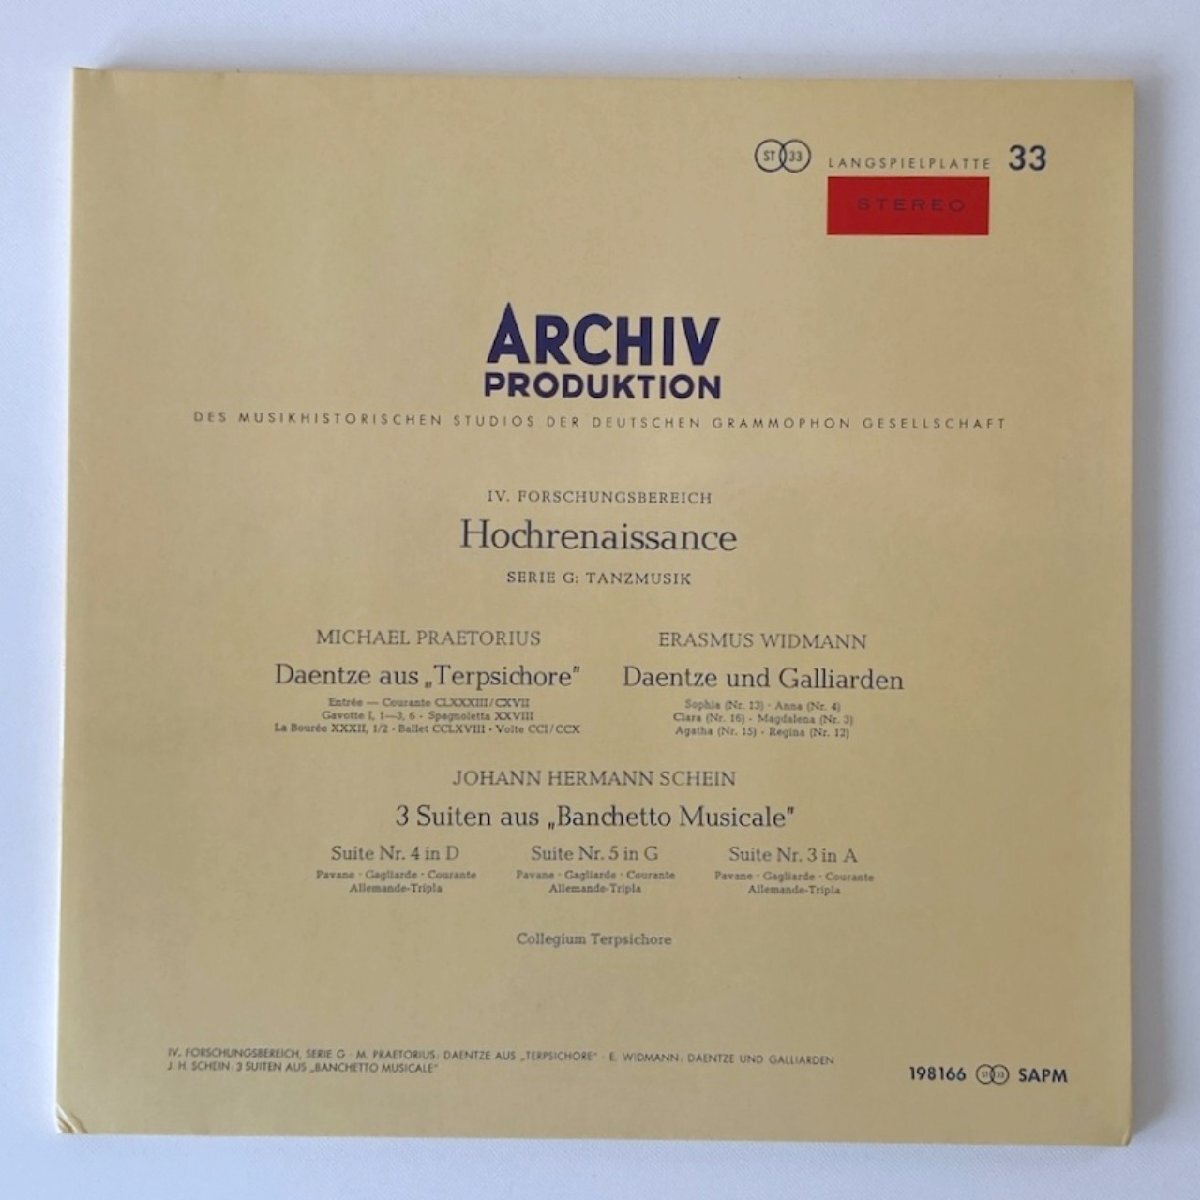 ST 33 LANGSPIELPLATTE 33
STEREO
ARCHIV
PRODUKTION
DES MUSIKHISTORISCHEN STUDIOS DER DEUTSCHEN GRAMMOPHON GESELLSCHAFT
IV. FORSCHUNGSBEREICH
Hochrenaissance
SERIE G: TANZMUSIK
MICHAEL PRAETORIUS
Daentze aus „Terpsichore"
Entrée — Courante CLXXXIII/CXVII
Gavotte I, 1—3, 6 · Spagnoletta XXVIII
La Bourée XXXII, 1/2 · Ballet CCLXVIII · Volte CCI/CCX
ERASMUS WIDMANN
Daentze und Galliarden
Sophia (Nr. 13) · Anna (Nr. 4)
Clara (Nr. 16) · Magdalena (Nr. 3)
Agatha (Nr. 15) · Regina (Nr. 12)
JOHANN HERMANN SCHEIN
3 Suiten aus „Banchetto Musicale"
Suite Nr. 4 in D
Pavane · Gagliarde · Courante
Allemande-Tripla
Suite Nr. 5 in G
Pavane · Gagliarde · Courante
Allemande-Tripla
Suite Nr. 3 in A
Pavane · Gagliarde · Courante
Allemande-Tripla
Collegium Terpsichore
IV. FORSCHUNGSBEREICH, SERIE G · M. PRAETORIUS: DAENTZE AUS „TERPSICHORE" · E. WIDMANN: DAENTZE UND GALLIARDEN
J. H. SCHEIN: 3 SUITEN AUS „BANCHETTO MUSICALE"
198166 ST 33 SAPM